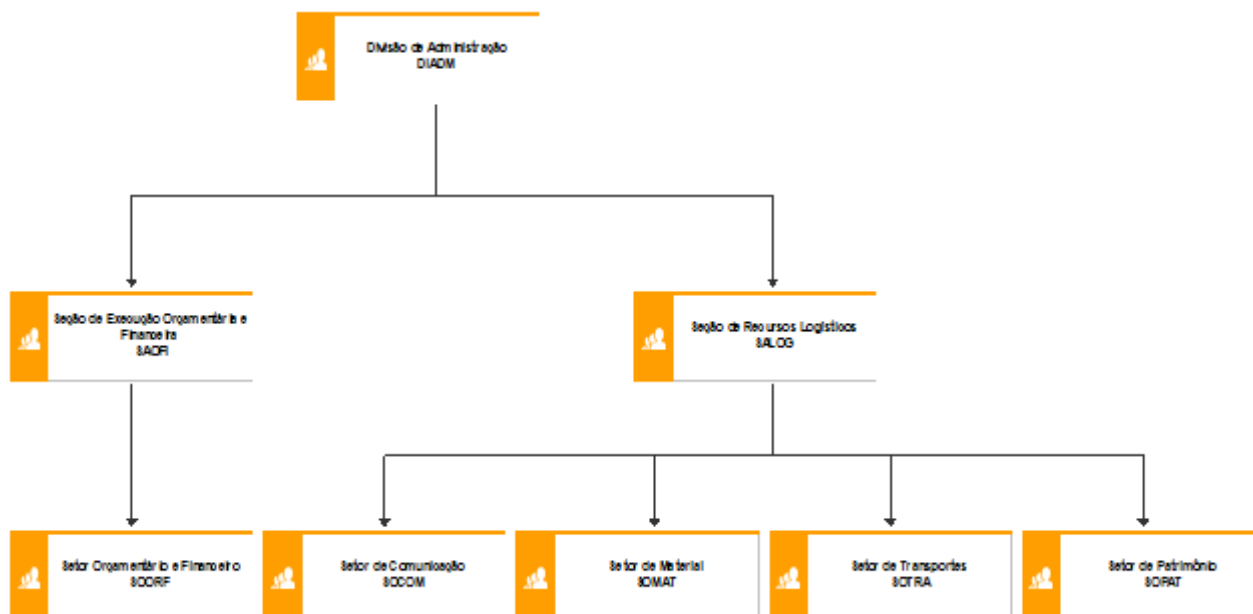 Divisão de Administração
DIADM
Seção de Execução Orçamentária e
Financeira
SAOFI
Seção de Recursos Logísticos
SALOG
Setor Orçamentário e Financeiro
SOORF
Setor de Comunicação
SOCOM
Setor de Material
SOMAT
Setor de Transportes
SOTRA
Setor de Patrimônio
SOPAT